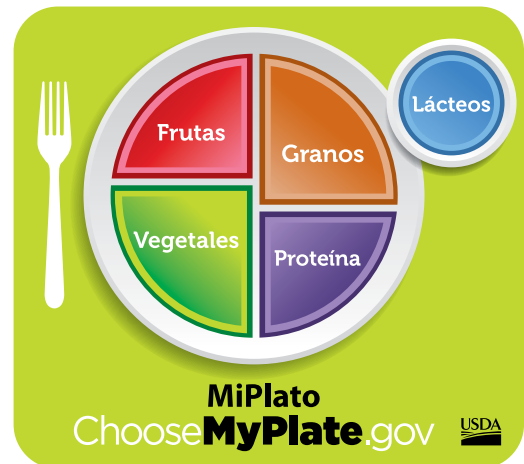 Frutas
Granos
Lácteos
Vegetales
Proteína
MiPlato
ChooseMyPlate.gov
USDA